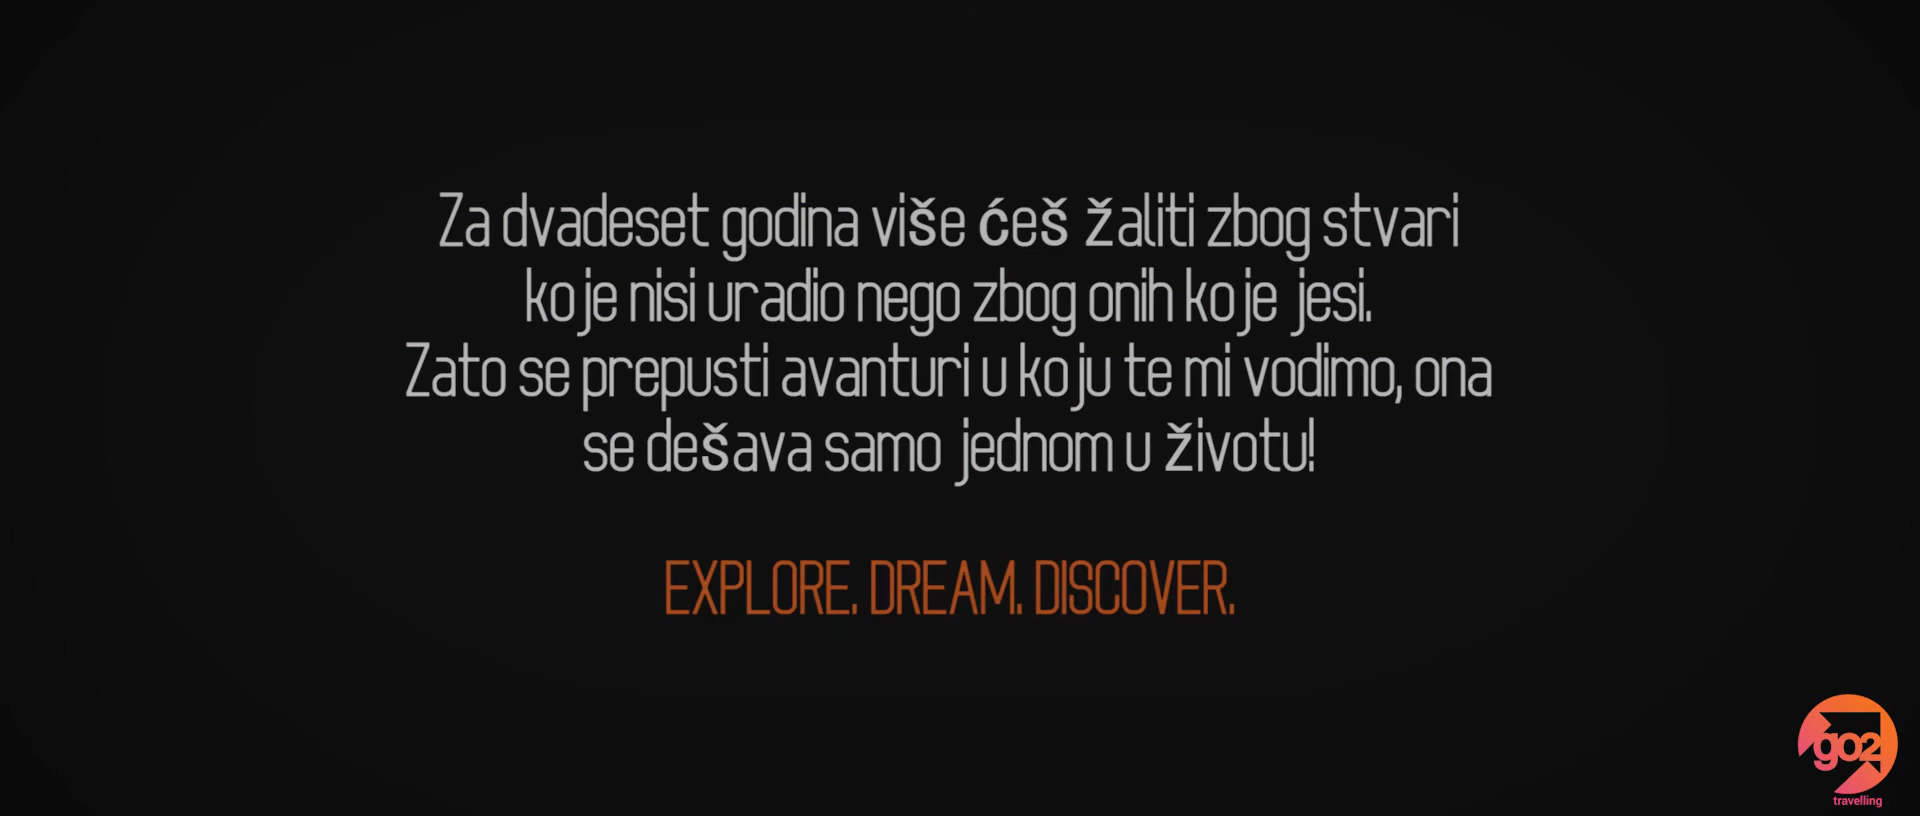 Za dvadeset godina više ćeš žaliti zbog stvari
koje nisi uradio nego zbog onih koje jesi.
Zato se prepusti avanturi u koju te mi vodimo, ona
se dešava samo jednom u životu!
EXPLORE. DREAM. DISCOVER.
go2
travelling